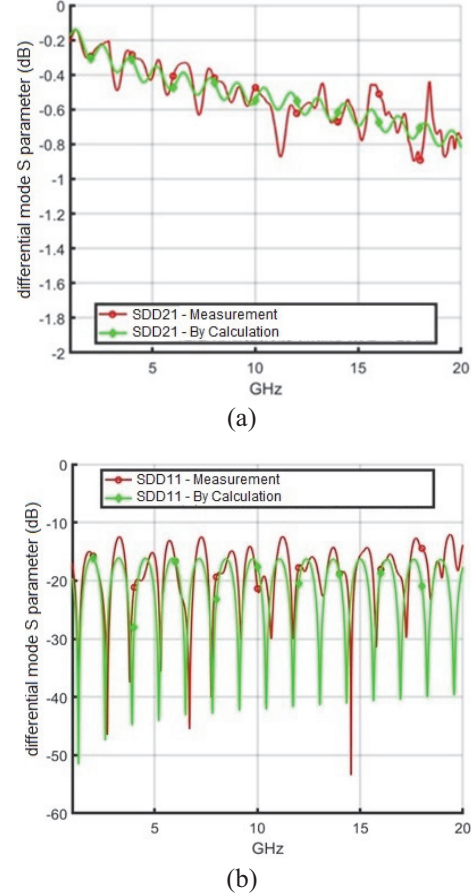 0
-0.2
-0.4
-0.6
-0.8
-1
-1.2
-1.4
-1.6
-1.8
-2
differential mode S parameter (dB)
SDD21 - Measurement
SDD21 - By Calculation
5
10
15
20
GHz
(a)
0
-10
-20
-30
-40
-50
-60
differential mode S parameter (dB)
SDD11 - Measurement
SDD11 - By Calculation
5
10
15
20
GHz
(b)